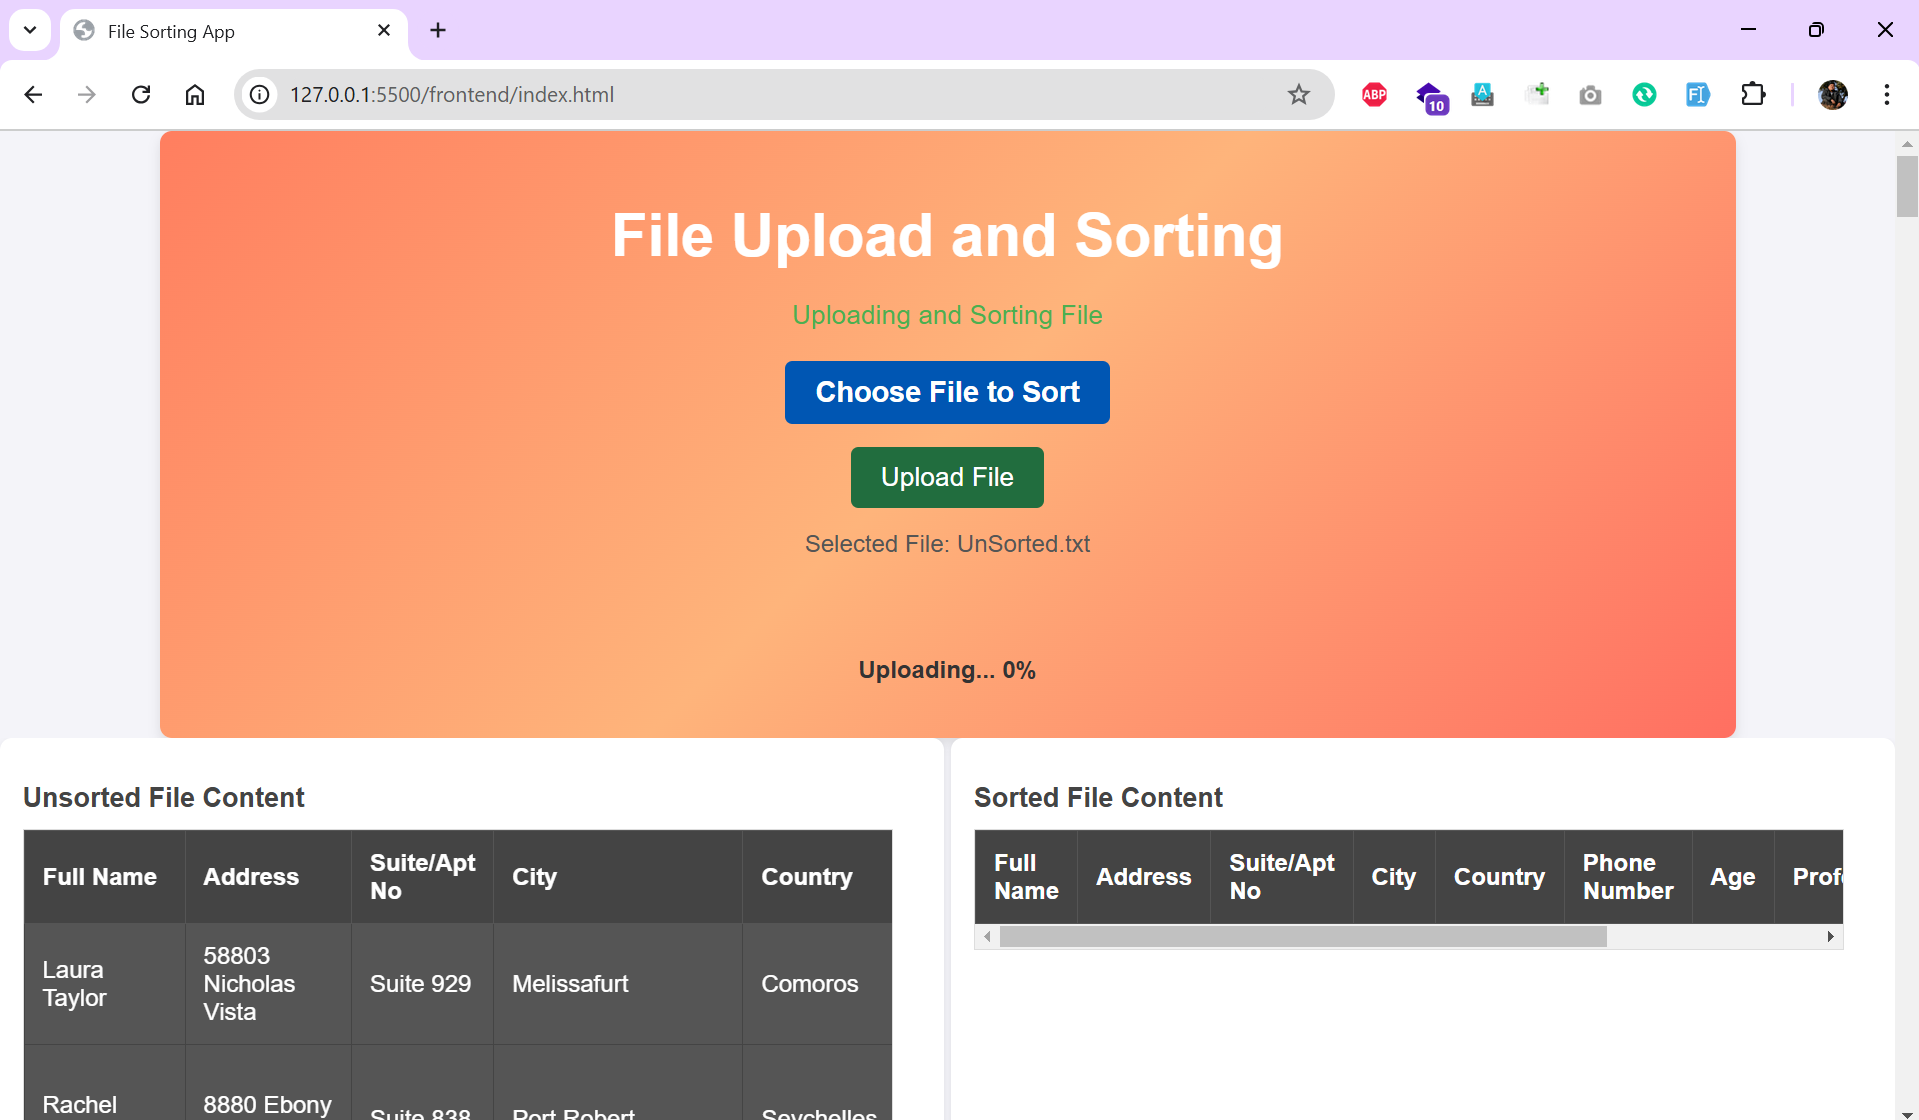 File Sorting App
127.0.0.1:5500/frontend/index.html
ABP
10
A
FI
File Upload and Sorting
Uploading and Sorting File
Choose File to Sort
Upload File
Selected File: UnSorted.txt
Uploading... 0%
Unsorted File Content
Full Name Address Suite/Apt No City Country
Laura Taylor 58803 Nicholas Vista Suite 929 Melissafurt Comoros
Rachel 8880 Ebony Suite 838 Port Robert Seychelles
Sorted File Content
Full Name Address Suite/Apt No City Country Phone Number Age Profe